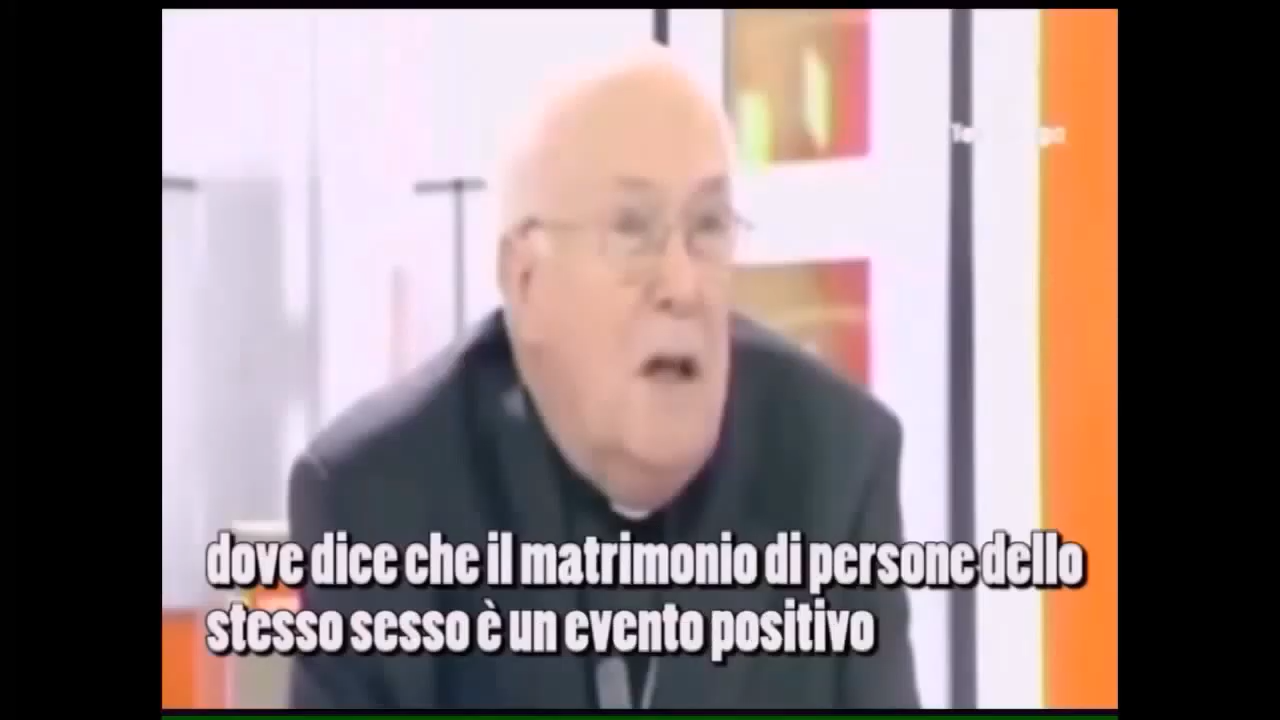 dove dice che il matrimonio di persone dello
stesso sesso è un evento positivo